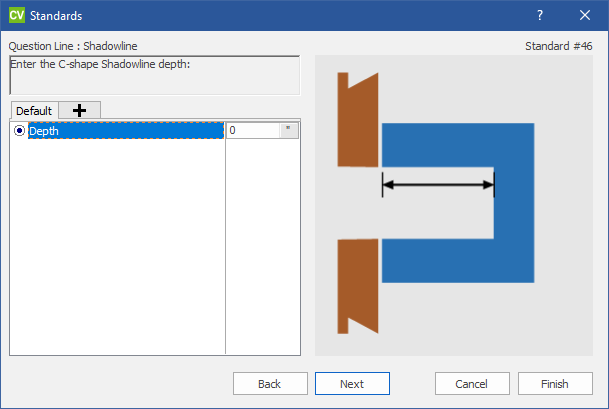 CV Standards ?
Question Line : Shadowline
Standard #46
Enter the C-shape Shadowline depth:
Default
Depth 0 "
Back Next Cancel Finish